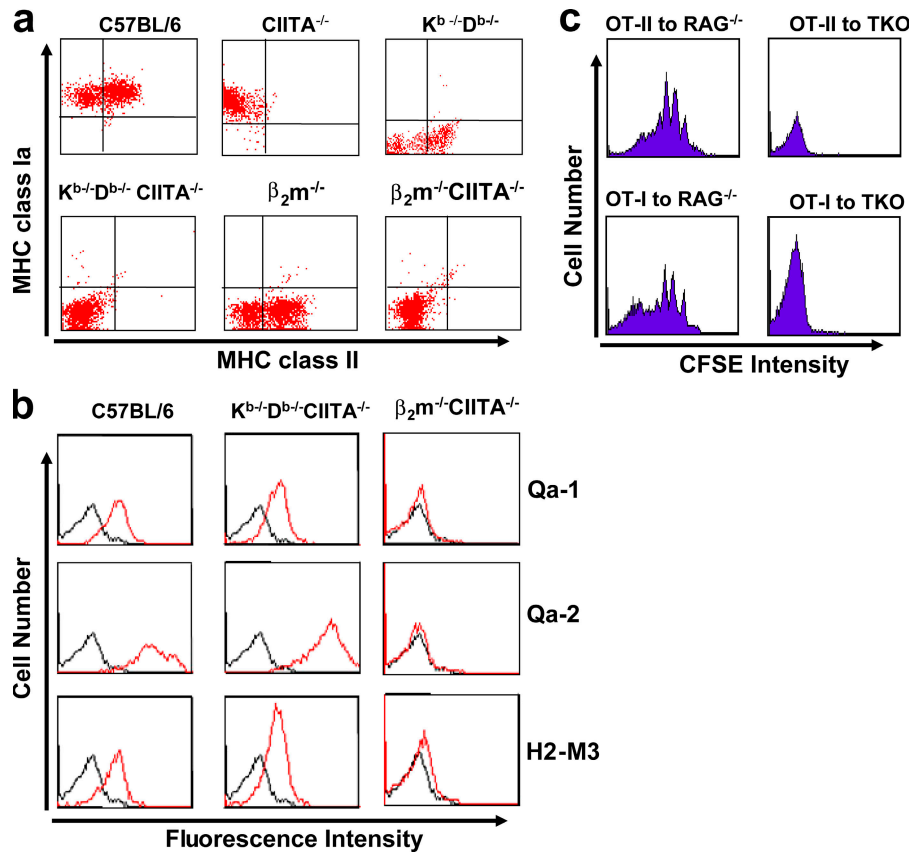 a
C57BL/6
CIITA-/-
Kb -/-Db-/-
Kb-/-Db-/- CIITA-/-
β2m-/-
β2m-/-CIITA-/-
MHC class Ia
MHC class II
b
C57BL/6
Kb-/-Db-/-CIITA-/-
β2m-/-CIITA-/-
Qa-1
Qa-2
H2-M3
Cell Number
Fluorescence Intensity
c
OT-II to RAG-/-
OT-II to TKO
OT-I to RAG-/-
OT-I to TKO
Cell Number
CFSE Intensity